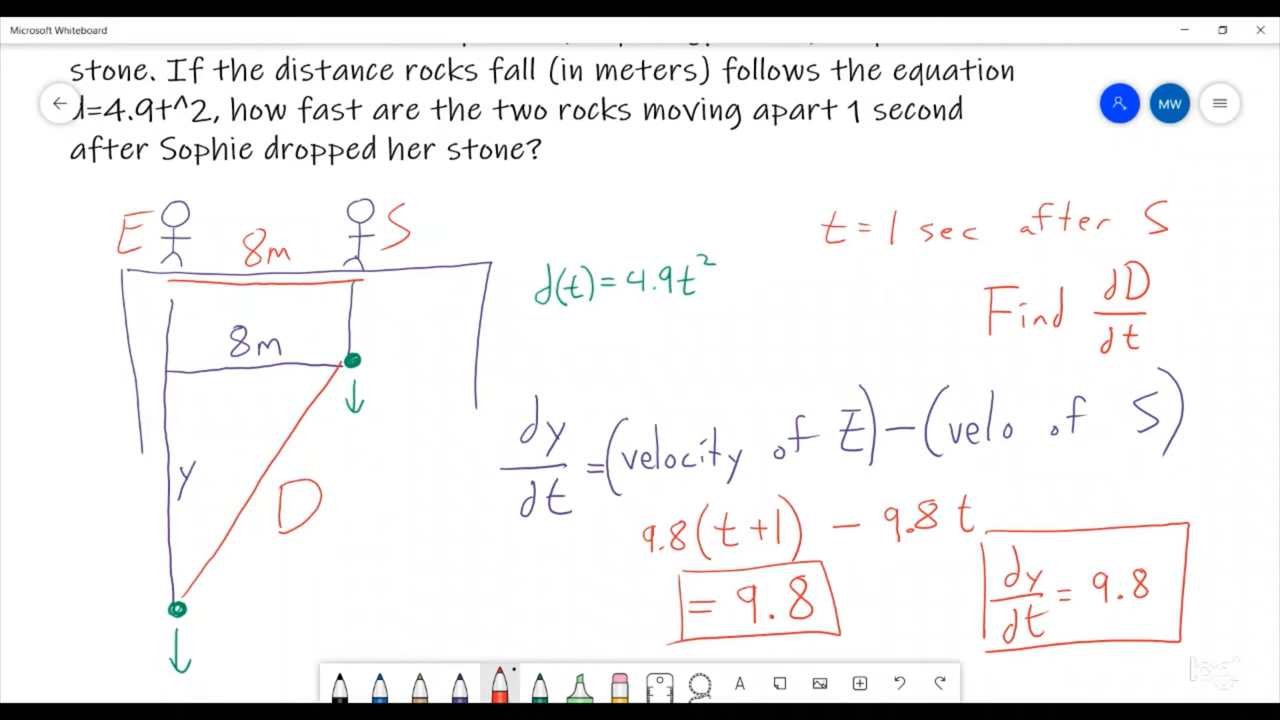 Microsoft Whiteboard
stone. If the distance rocks fall (in meters) follows the equation
d=4.9t^2, how fast are the two rocks moving apart 1 second
MW
after Sophie dropped her stone?
E 8m S
t = 1 sec after S
d(t) = 4.9t²
Find dD/dt
8m
dy/dt = (velocity of E) - (velo of S)
y
D
9.8(t+1) - 9.8t
= 9.8
dy/dt = 9.8
A